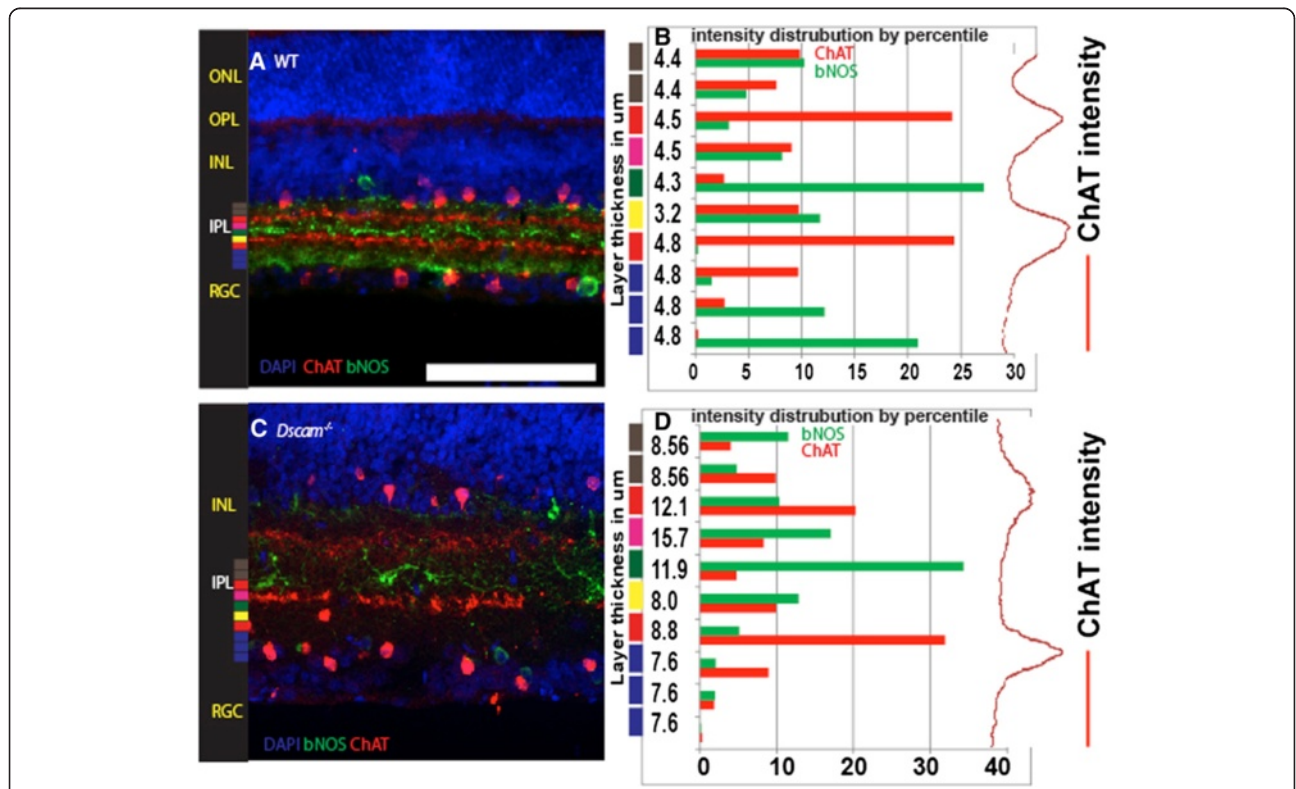 A WT
ONL
OPL
INL
IPL
RGC
DAPI ChAT bNOS
B
intensity distrubution by percentile
ChAT
bNOS
Layer thickness in um
4.4
4.4
4.5
4.5
4.3
3.2
4.8
4.8
4.8
4.8
0 5 10 15 20 25 30
ChAT intensity
C Dscam-/-
INL
IPL
RGC
DAPI bNOS ChAT
D
intensity distrubution by percentile
bNOS
ChAT
Layer thickness in um
8.56
8.56
12.1
15.7
11.9
8.0
8.8
7.6
7.6
7.6
0 10 20 30 40
ChAT intensity